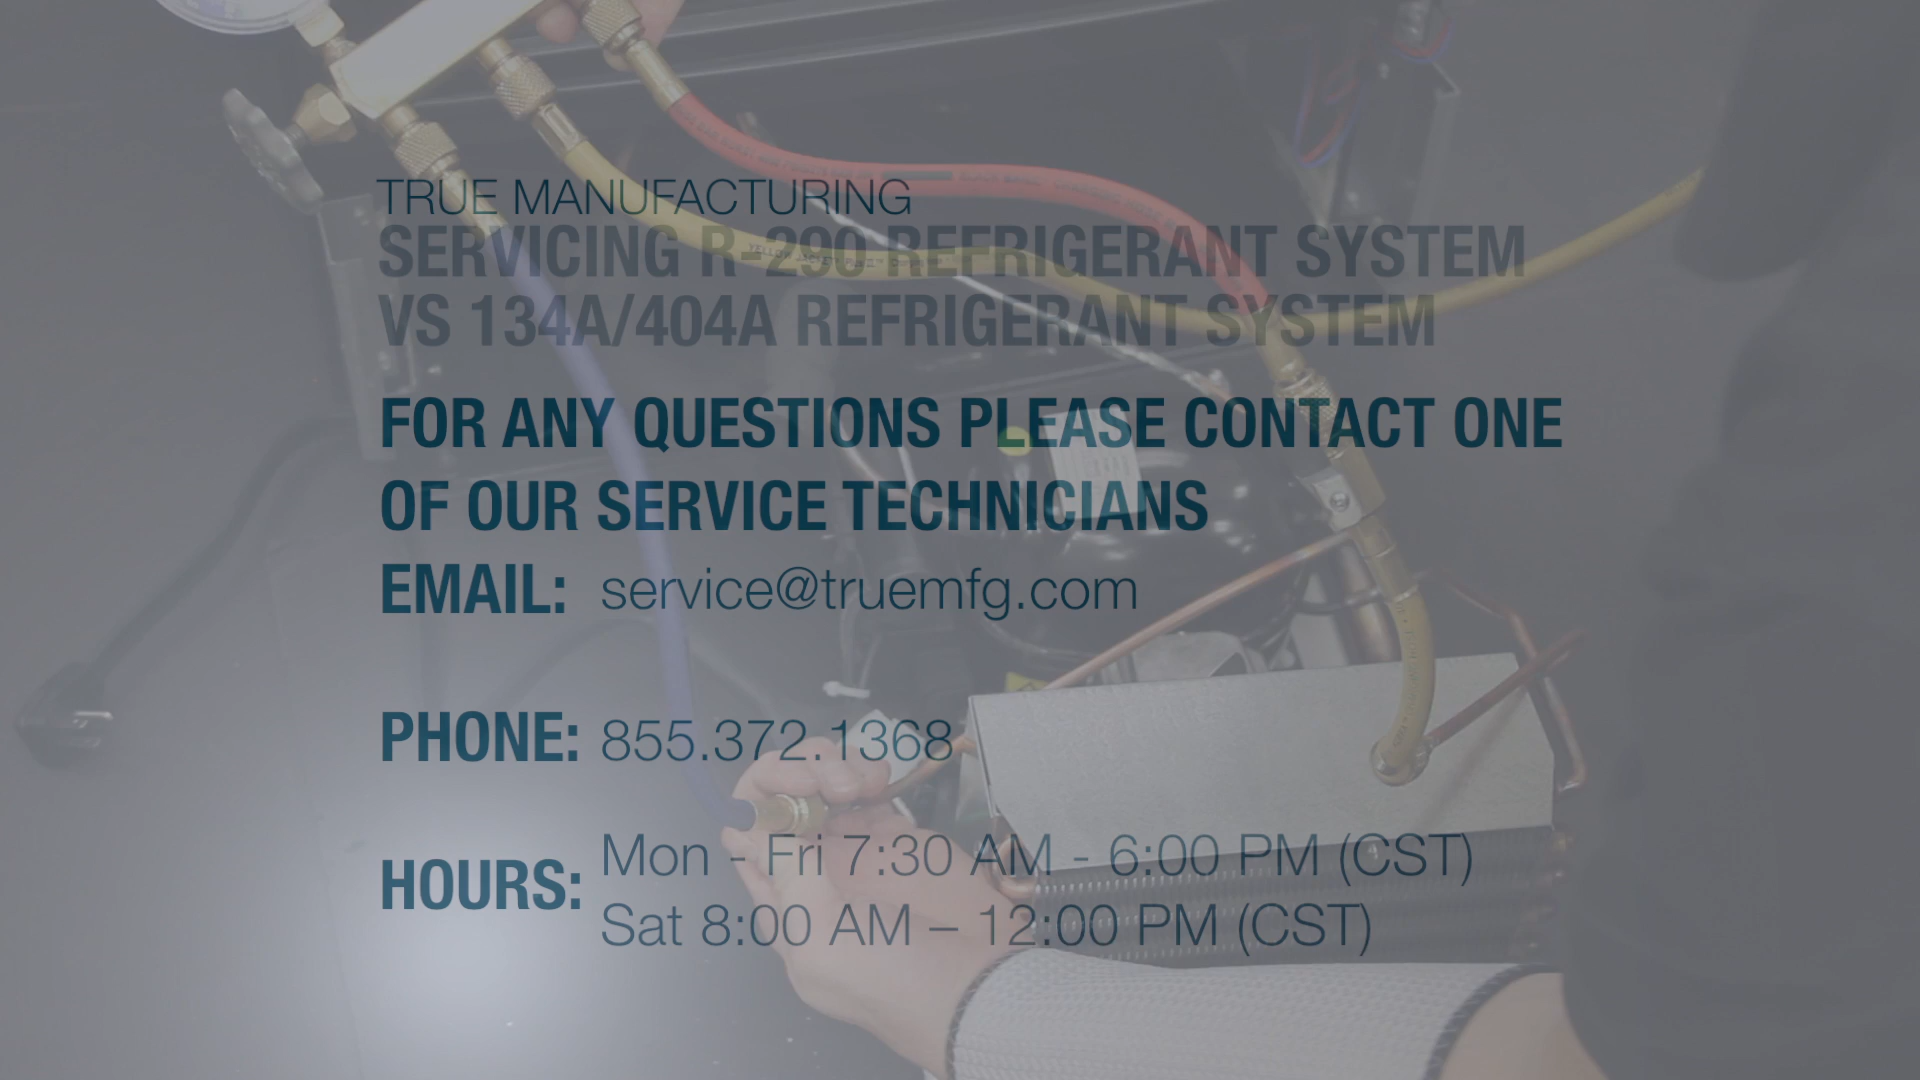 TRUE MANUFACTURING
SERVICING R-290 REFRIGERANT SYSTEM
VS 134A/404A REFRIGERANT SYSTEM
FOR ANY QUESTIONS PLEASE CONTACT ONE
OF OUR SERVICE TECHNICIANS
EMAIL: service@truemfg.com
PHONE: 855.372.1368
HOURS: Mon - Fri 7:30 AM - 6:00 PM (CST)
Sat 8:00 AM – 12:00 PM (CST)
YELLOW JACKET